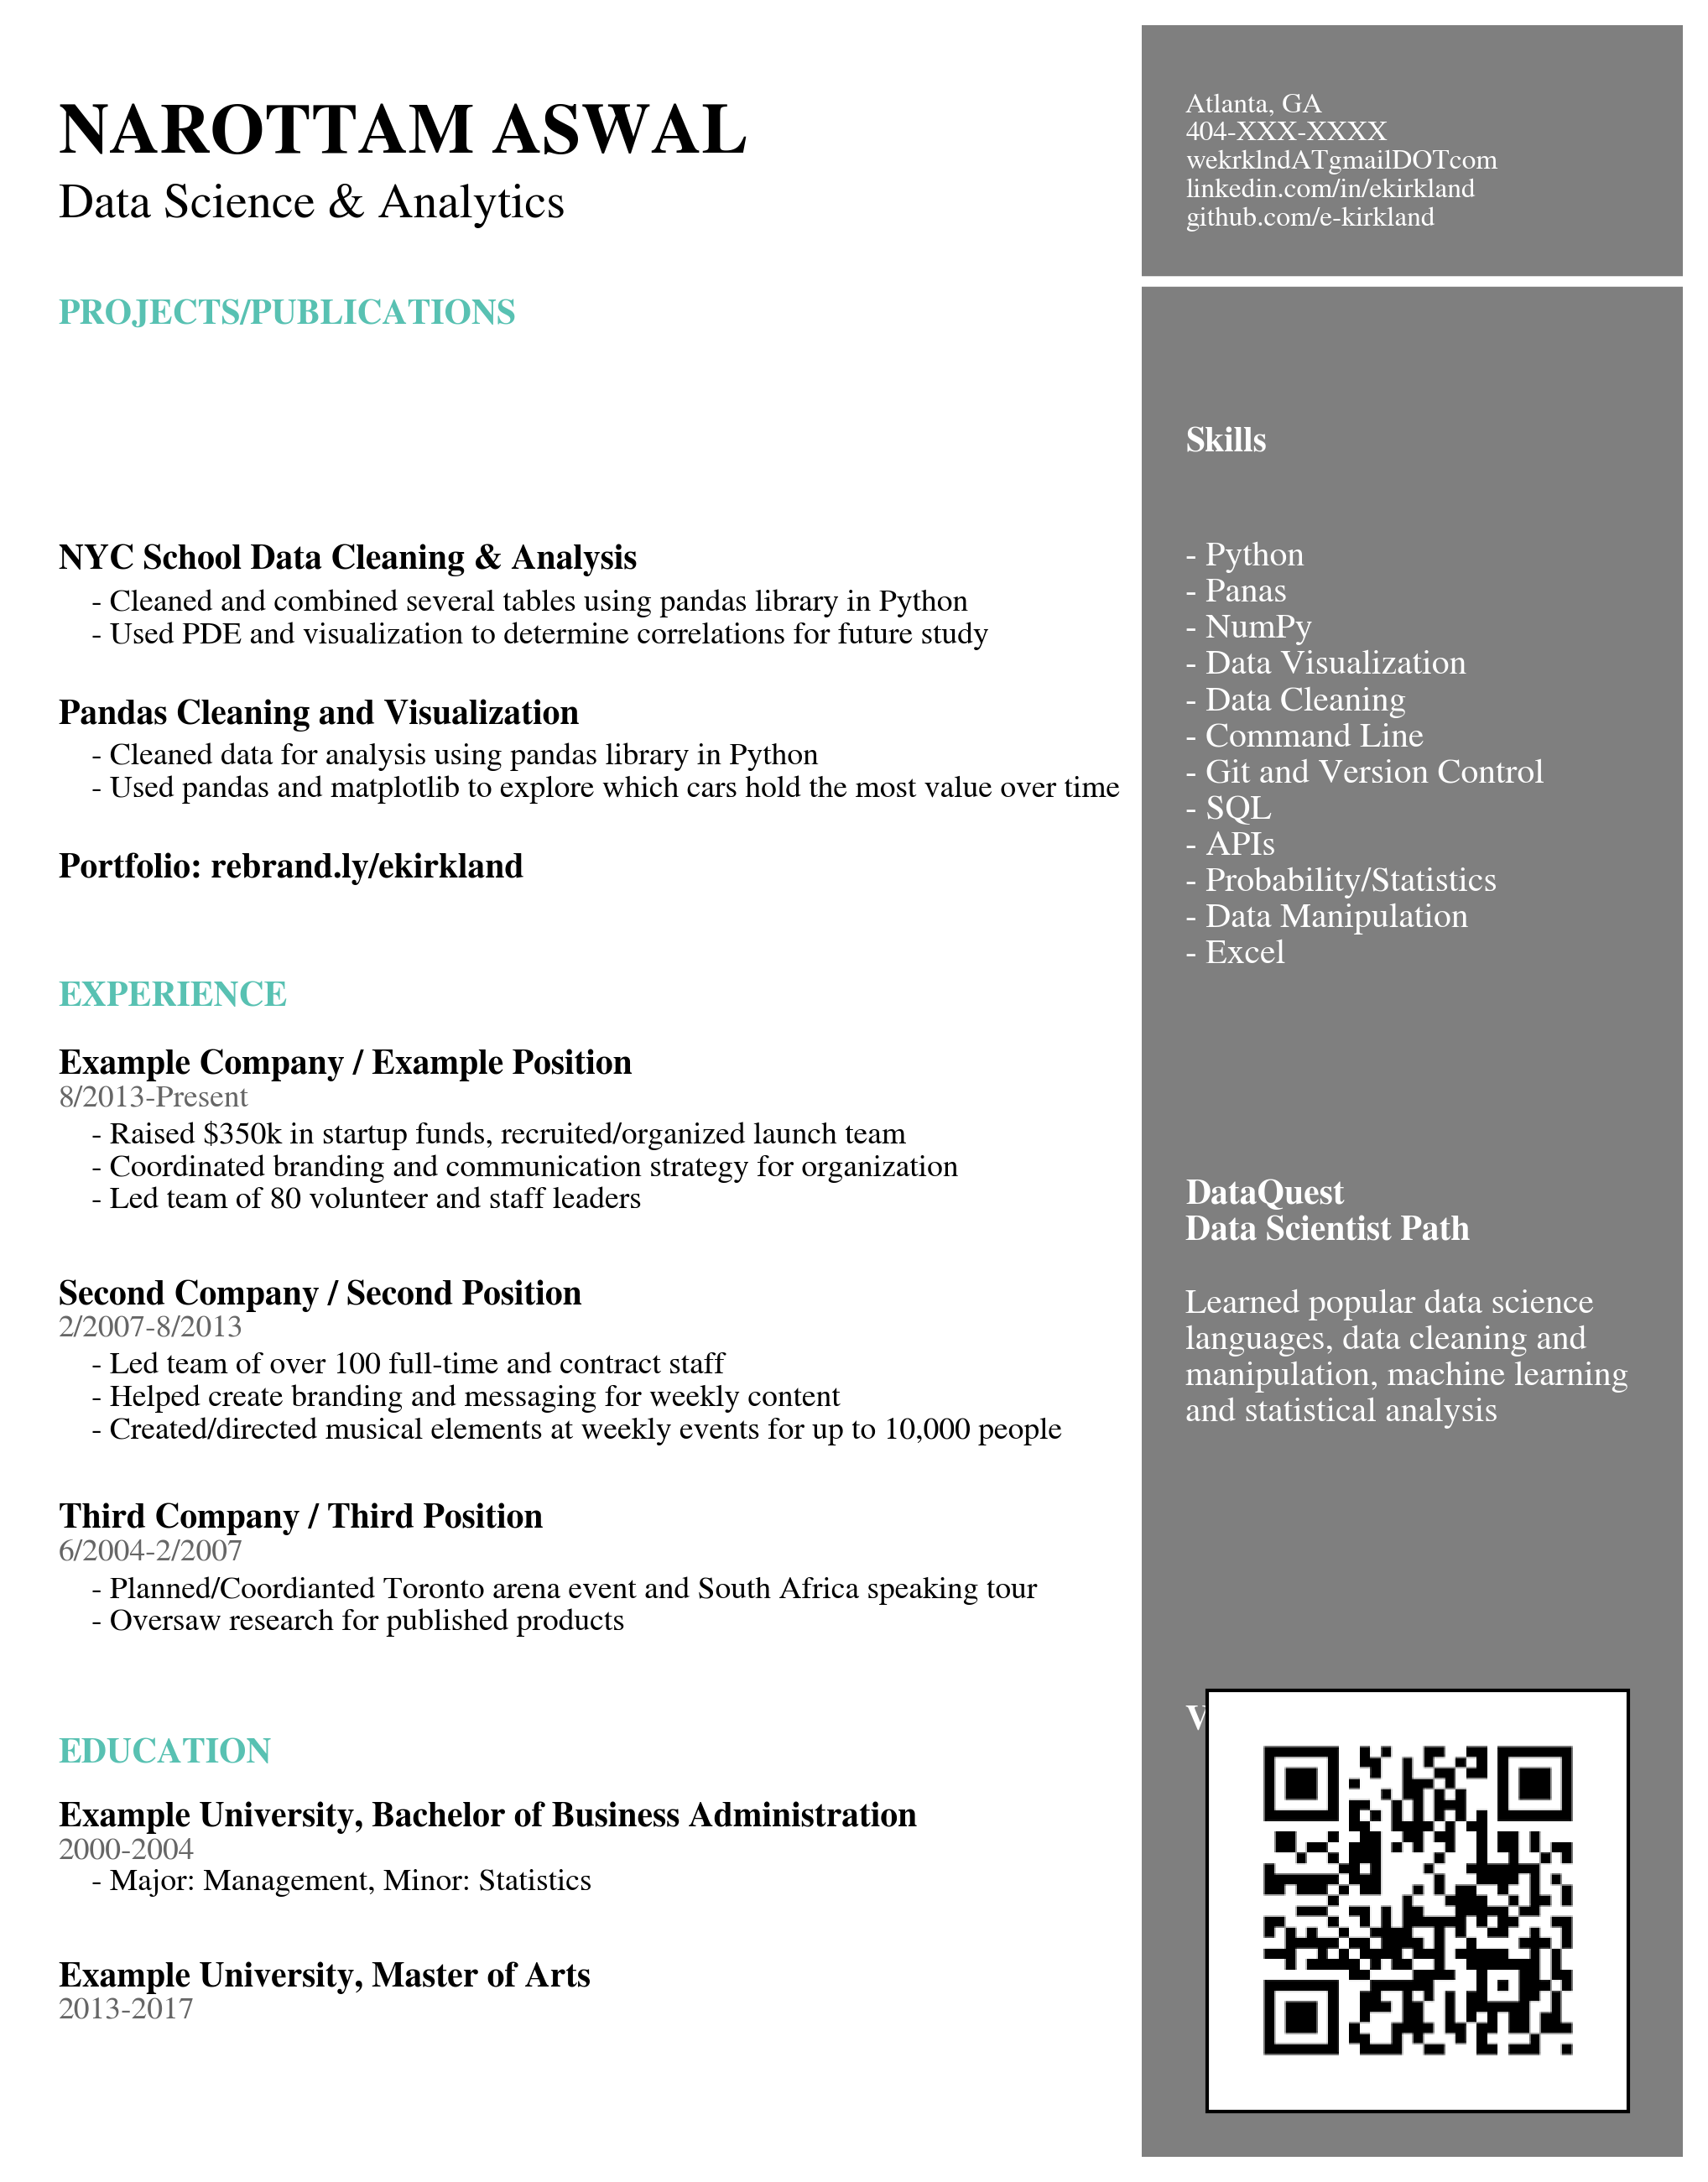 NAROTTAM ASWAL
Data Science & Analytics
PROJECTS/PUBLICATIONS
NYC School Data Cleaning & Analysis
- Cleaned and combined several tables using pandas library in Python
- Used PDE and visualization to determine correlations for future study
Pandas Cleaning and Visualization
- Cleaned data for analysis using pandas library in Python
- Used pandas and matplotlib to explore which cars hold the most value over time
Portfolio: rebrand.ly/ekirkland
EXPERIENCE
Example Company / Example Position
8/2013-Present
- Raised $350k in startup funds, recruited/organized launch team
- Coordinated branding and communication strategy for organization
- Led team of 80 volunteer and staff leaders
Second Company / Second Position
2/2007-8/2013
- Led team of over 100 full-time and contract staff
- Helped create branding and messaging for weekly content
- Created/directed musical elements at weekly events for up to 10,000 people
Third Company / Third Position
6/2004-2/2007
- Planned/Coordianted Toronto arena event and South Africa speaking tour
- Oversaw research for published products
EDUCATION
Example University, Bachelor of Business Administration
2000-2004
- Major: Management, Minor: Statistics
Example University, Master of Arts
2013-2017
Atlanta, GA
404-XXX-XXXX
wekrklndATgmailDOTcom
linkedin.com/in/ekirkland
github.com/e-kirkland
Skills
- Python
- Panas
- NumPy
- Data Visualization
- Data Cleaning
- Command Line
- Git and Version Control
- SQL
- APIs
- Probability/Statistics
- Data Manipulation
- Excel
DataQuest
Data Scientist Path
Learned popular data science
languages, data cleaning and
manipulation, machine learning
and statistical analysis